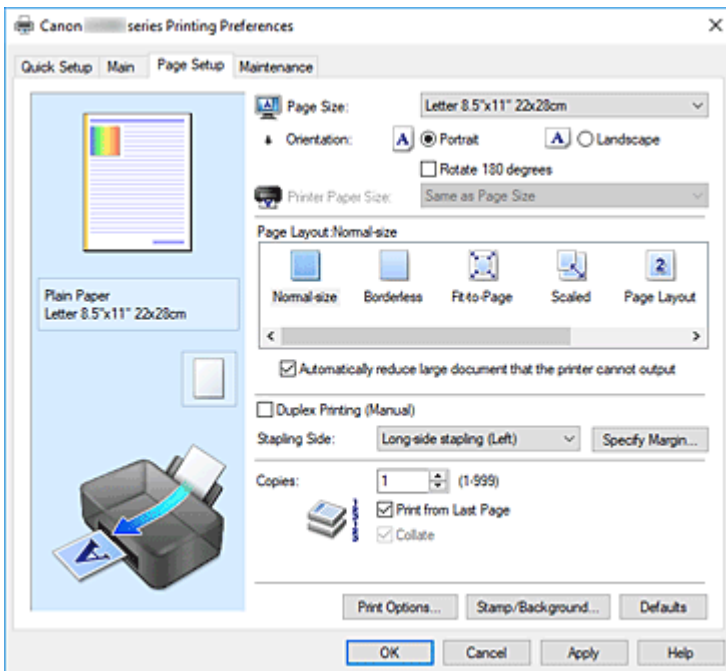 Canon series Printing Preferences
Quick Setup Main Page Setup Maintenance
Page Size: Letter 8.5"x11" 22x28cm
Orientation: A Portrait A Landscape
Rotate 180 degrees
Printer Paper Size: Same as Page Size
Page Layout:Normal-size
Normal-size Borderless Fit-to-Page Scaled 2 Page Layout
Plain Paper
Letter 8.5"x11" 22x28cm
Automatically reduce large document that the printer cannot output
Duplex Printing (Manual)
Stapling Side: Long-side stapling (Left) Specify Margin...
Copies: 1 (1-999)
Print from Last Page
Collate
A
Print Options... Stamp/Background... Defaults
OK Cancel Apply Help